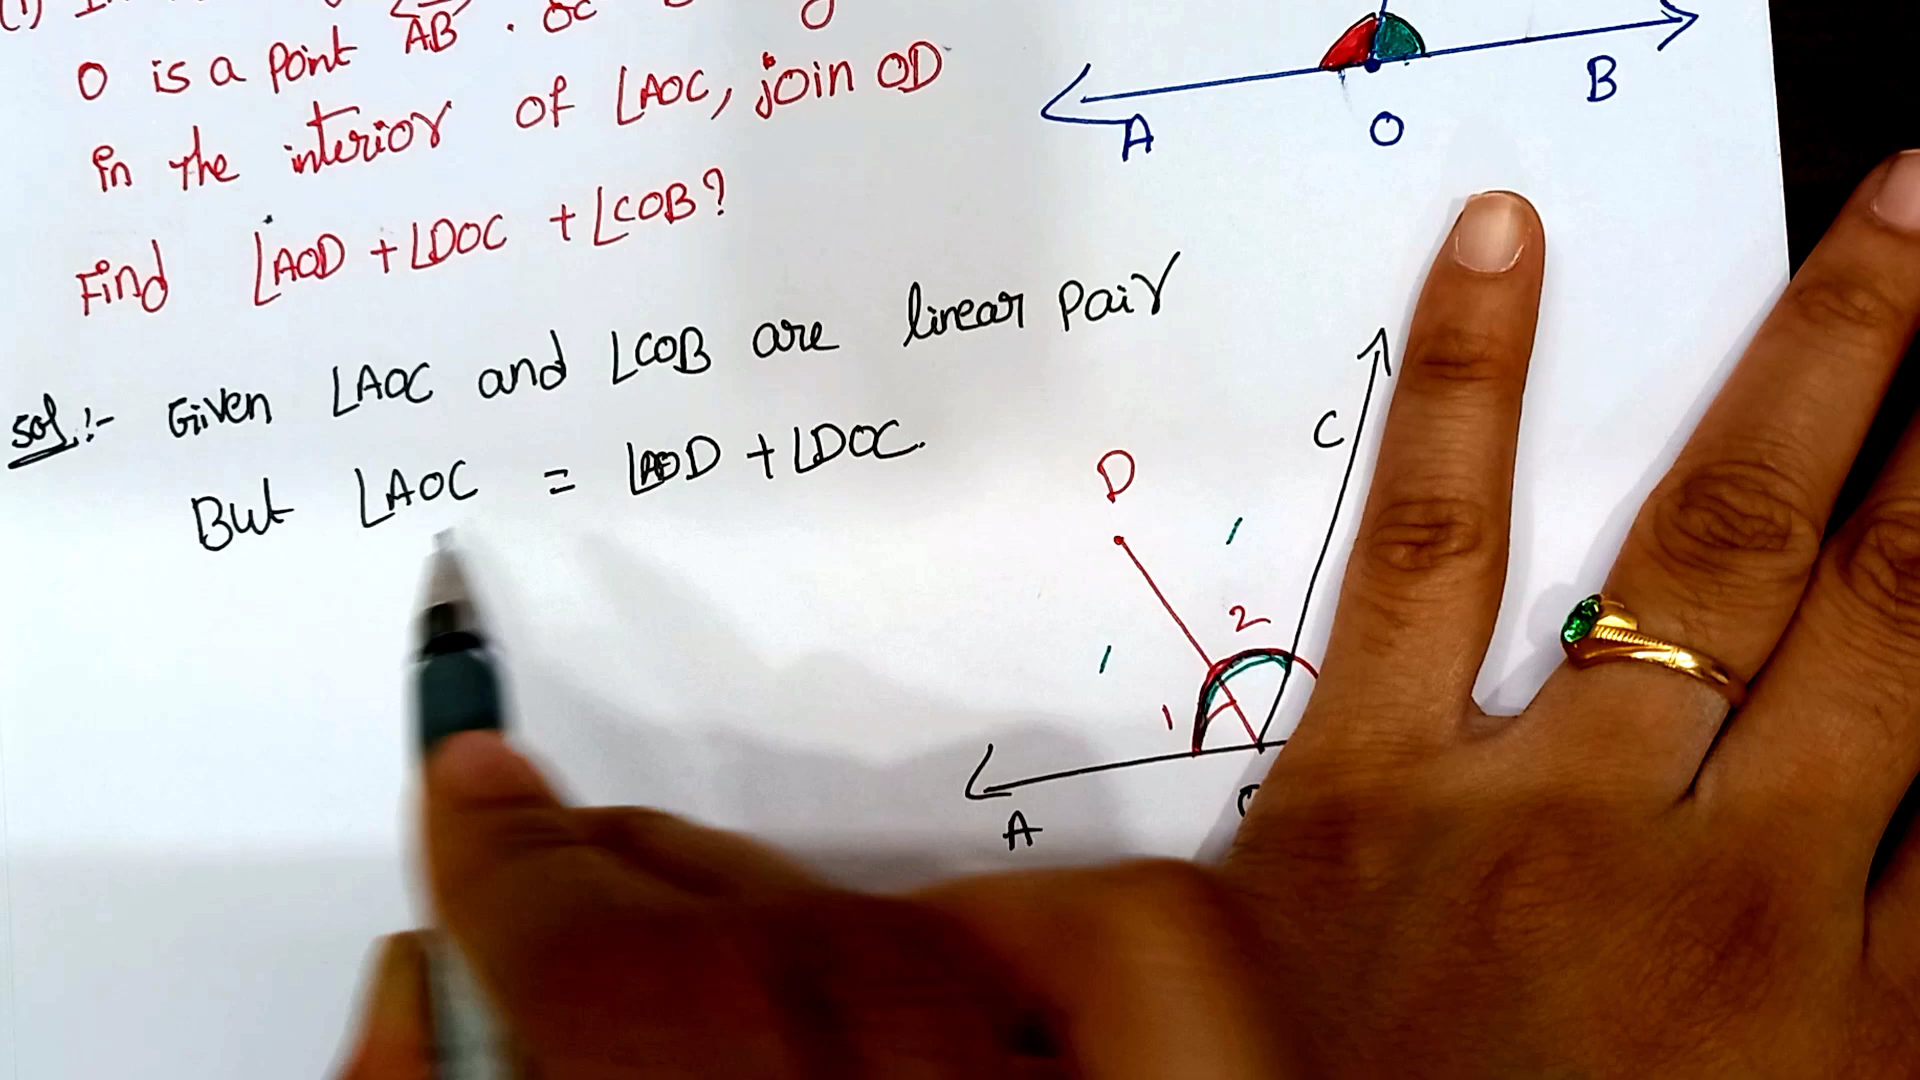 O is a point AB . OC
in the interior of ∠AOC, join OD
Find ∠AOD + ∠DOC + ∠COB?
Sol:- Given ∠AOC and ∠COB are linear pair
But ∠AOC = ∠AOD + ∠DOC.
A O B
D C
2
1
A